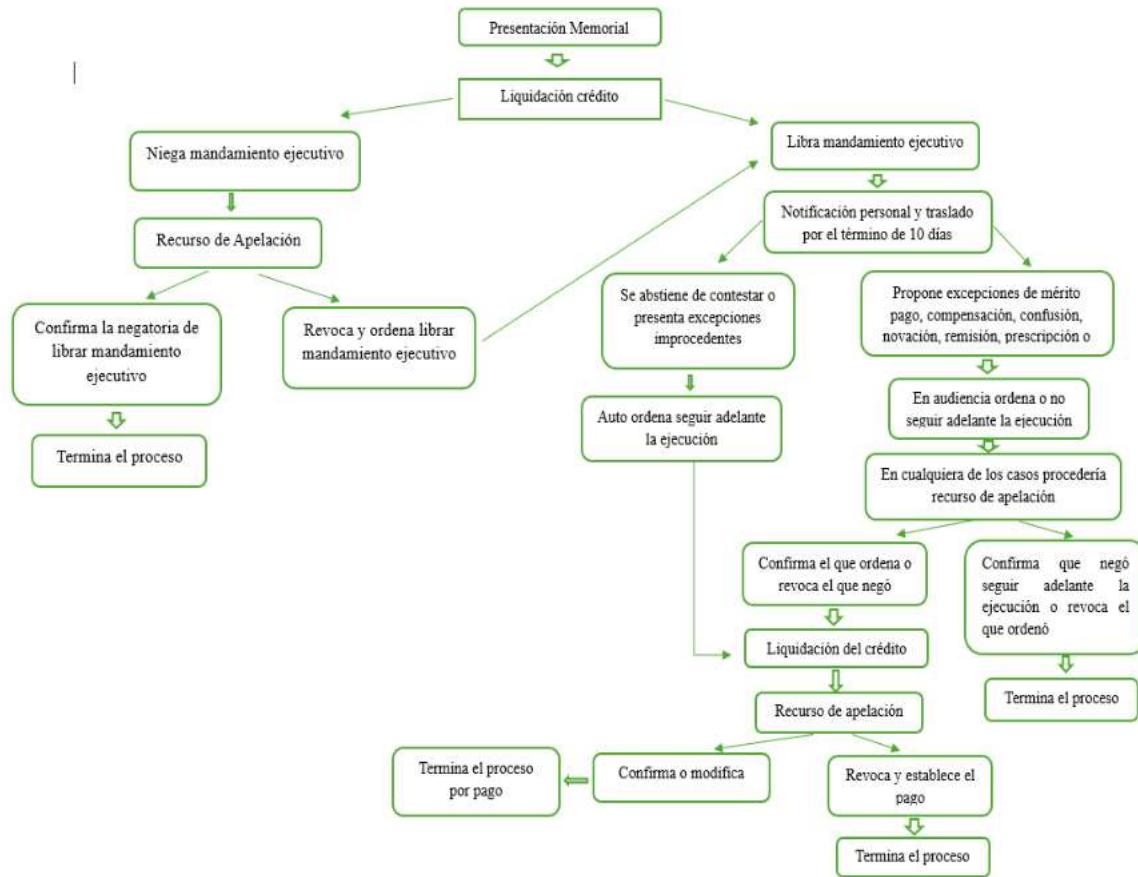 Presentación Memorial
Liquidación crédito
Niega mandamiento ejecutivo
Libra mandamiento ejecutivo
Recurso de Apelación
Notificación personal y traslado
por el término de 10 días
Confirma la negatoria de
librar mandamiento
ejecutivo
Revoca y ordena librar
mandamiento ejecutivo
Se abstiene de contestar o
presenta excepciones
improcedentes
Propone excepciones de mérito
pago, compensación, confusión,
novación, remisión, prescripción o
Termina el proceso
Auto ordena seguir adelante
la ejecución
En audiencia ordena o no
seguir adelante la ejecución
En cualquiera de los casos procedería
recurso de apelación
Confirma el que ordena o
revoca el que negó
Confirma que negó
seguir adelante la
ejecución o revoca el
que ordenó
Liquidación del crédito
Termina el proceso
Recurso de apelación
Termina el proceso
por pago
Confirma o modifica
Revoca y establece el
pago
Termina el proceso